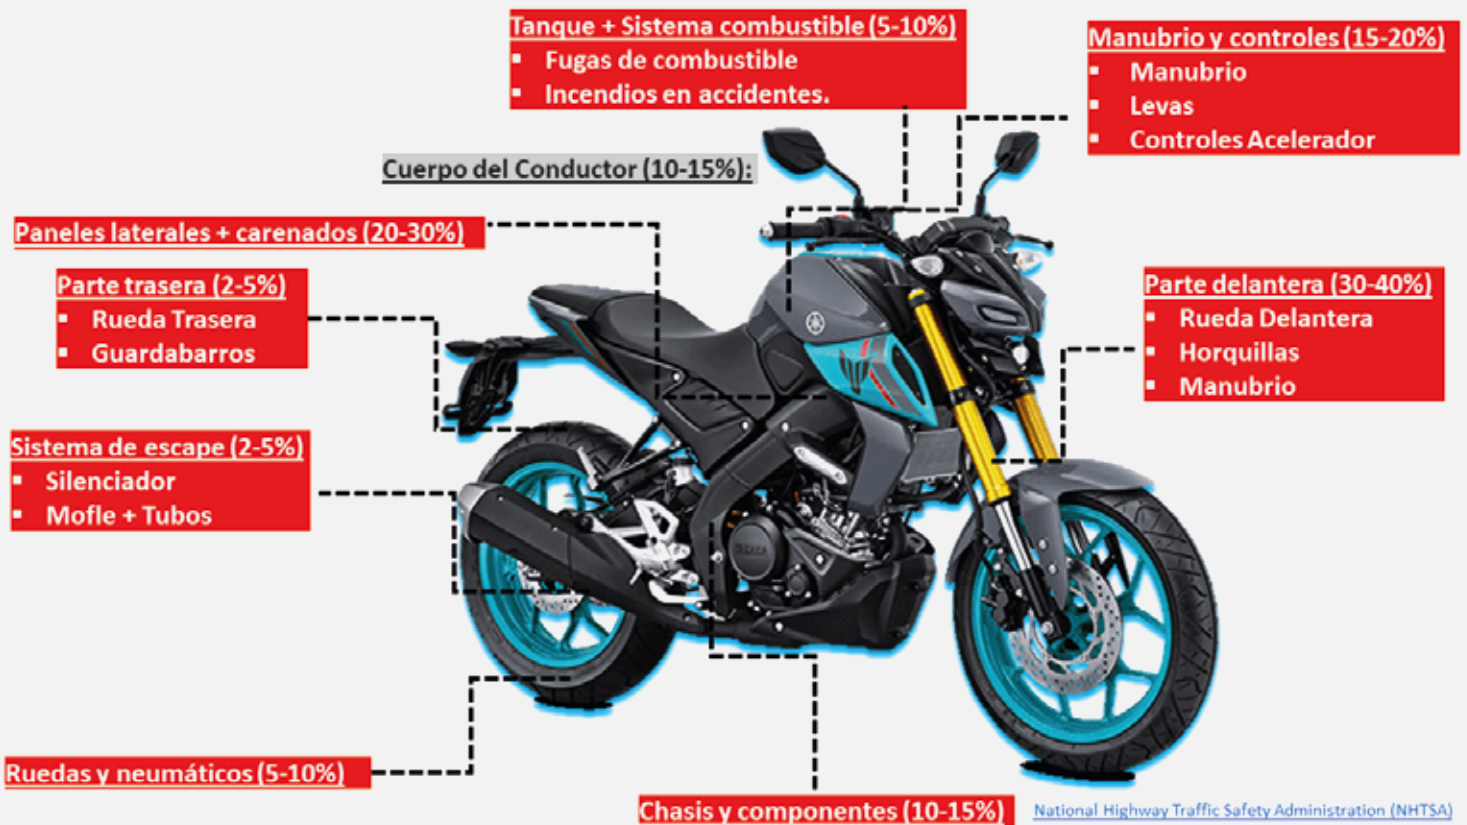 Tanque + Sistema combustible (5-10%)
▪ Fugas de combustible
▪ Incendios en accidentes.
Manubrio y controles (15-20%)
▪ Manubrio
▪ Levas
▪ Controles Acelerador
Cuerpo del Conductor (10-15%):
Paneles laterales + carenados (20-30%)
Parte trasera (2-5%)
▪ Rueda Trasera
▪ Guardabarros
Parte delantera (30-40%)
▪ Rueda Delantera
▪ Horquillas
▪ Manubrio
Sistema de escape (2-5%)
▪ Silenciador
▪ Mofle + Tubos
Ruedas y neumáticos (5-10%)
Chasis y componentes (10-15%)
National Highway Traffic Safety Administration (NHTSA)